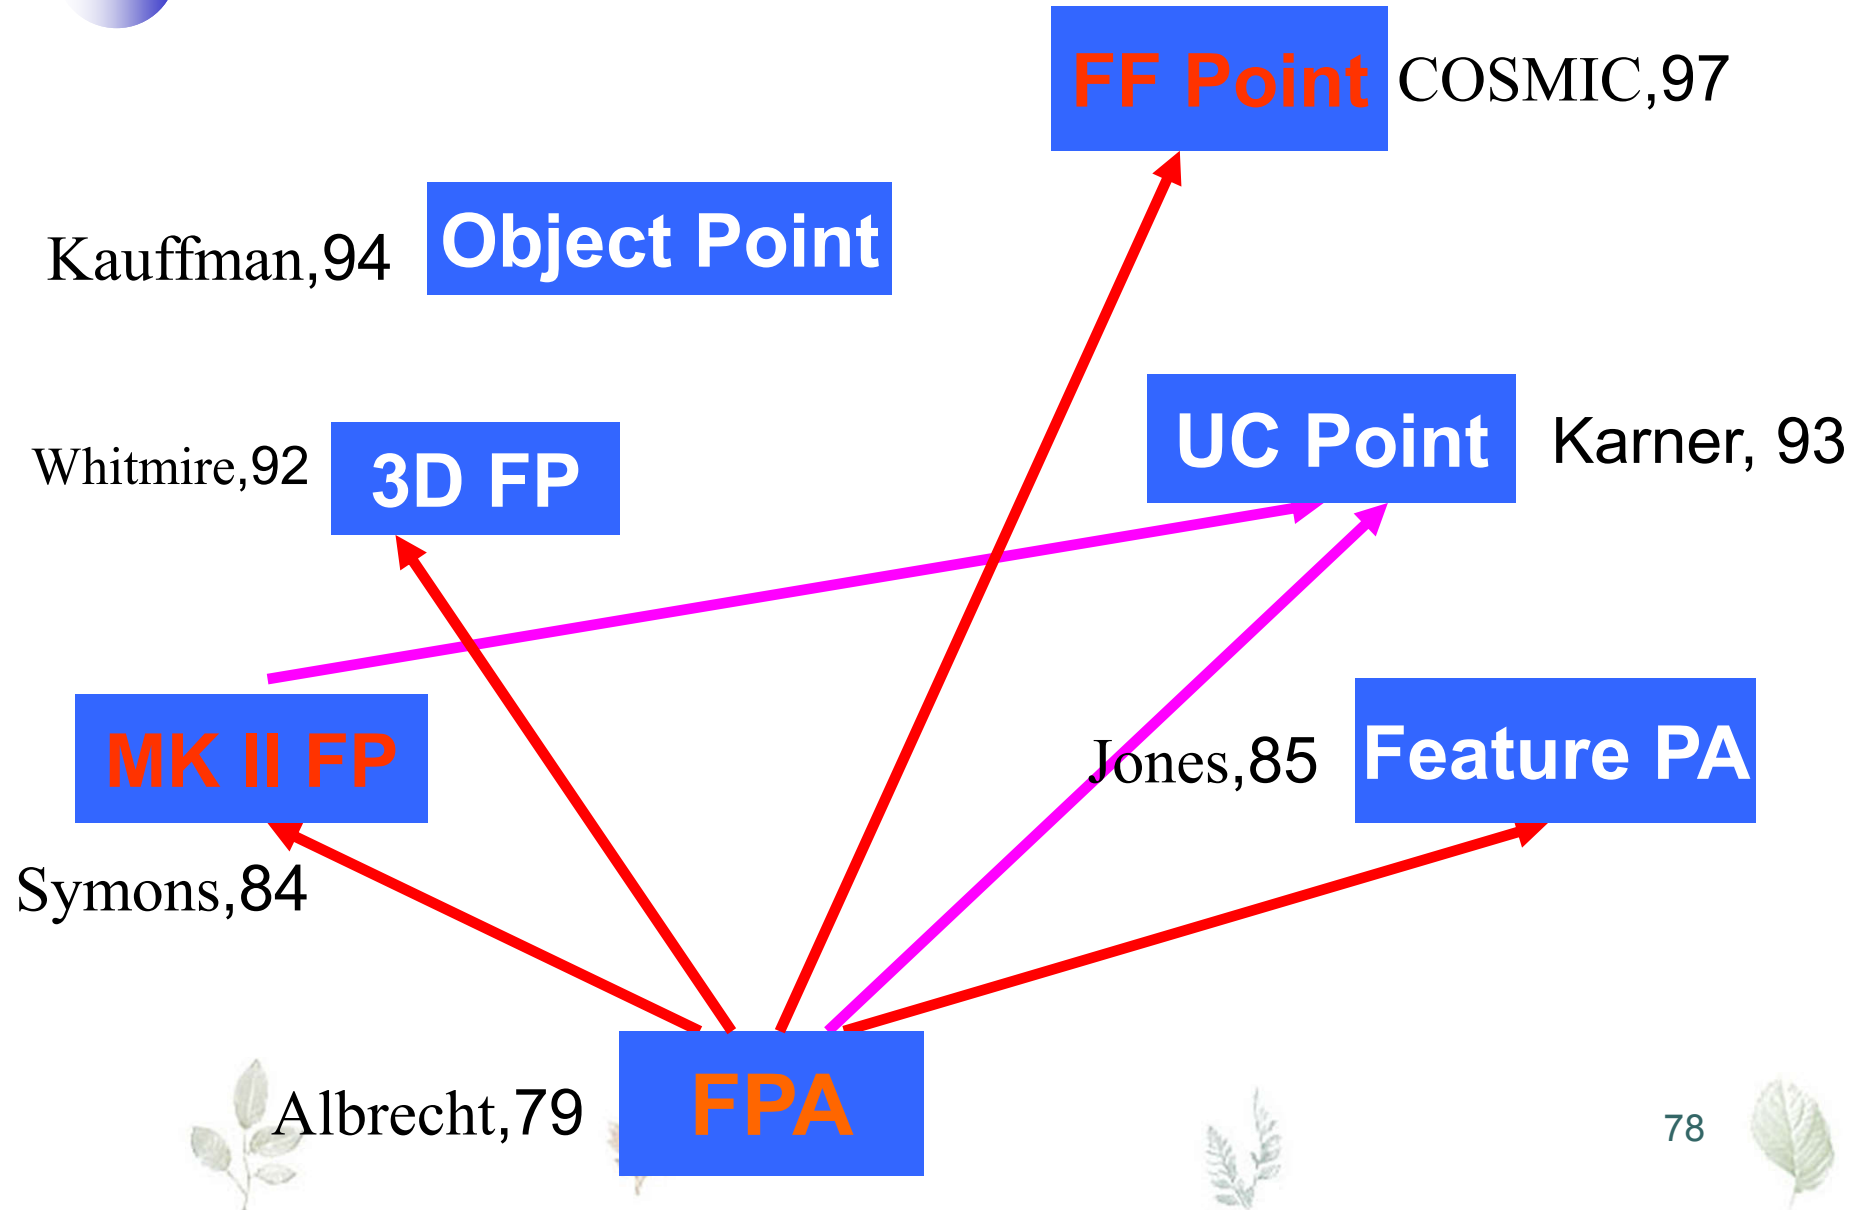 FF Point COSMIC,97
Kauffman,94 Object Point
Whitmire,92 3D FP
UC Point Karner, 93
MK II FP
Symons,84
Jones,85 Feature PA
Albrecht,79 FPA
78